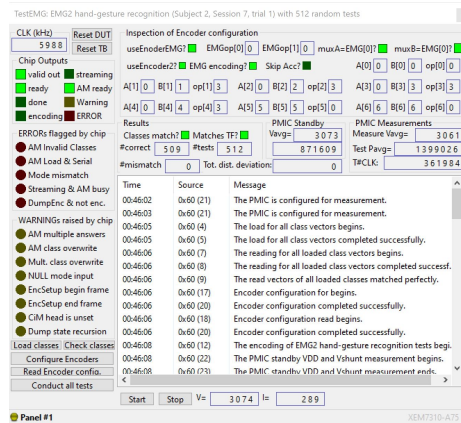 TestEMG: EMG2 hand-gesture recognition (Subject 2, Session 7, trial 1) with 512 random tests
CLK (kHz) Reset DUT
5988 Reset TB
Chip Outputs
valid out streaming
ready AM ready
done Warning
encoding ERROR
ERRORs flagged by chip
AM Invalid Classes
AM Load & Serial
Mode mismatch
Streaming & AM busy
DumpEnc & not enc.
WARNINGs raised by chip
AM multiple answers
AM class overwrite
Mult. class overwrite
NULL mode input
EncSetup begin frame
EncSetup end frame
CiM head is unset
Dump state recursion
Load classes Check classes
Configure Encoders
Read Encoder config.
Conduct all tests
Inspection of Encoder configuration
useEnoderEMG? EMGop[0] 0 EMGop[1] 0 muxA=EMG[0]? muxB=EMG[0]?
useEncoder2? EMG encoding? Skip Acc? A[0] 0 B[0] 0 op[0] 0
A[1] 0 B[1] 1 op[1] 3 A[2] 0 B[2] 2 op[2] 0 A[3] 3 B[3] 3 op[3] 0
A[4] 0 B[4] 4 op[4] 3 A[5] 5 B[5] 5 op[5] 0 A[6] 6 B[6] 6 op[6] 0
Results PMIC Standby PMIC Measurements
Classes match? Matches TF? Vavg= 3073 Measure Vavg= 3061
#correct 509 #tests 512 871609 Test Pavg= 1399026
#mismatch 0 Tot. dist. deviation: 0 T#CLK: 361984
Time Source Message
00:46:02 0x60 (21) The PMIC is configured for measurement.
00:46:03 0x60 (21) The PMIC is configured for measurement.
00:46:05 0x60 (4) The load for all class vectors begins.
00:46:05 0x60 (5) The load for all class vectors completed successfully.
00:46:06 0x60 (7) The reading for all loaded class vectors begins.
00:46:06 0x60 (8) The reading for all loaded class vectors completed successf.
00:46:06 0x60 (9) The read vectors of all loaded classes matched perfectly.
00:46:06 0x60 (17) Encoder configuration for begins.
00:46:06 0x60 (20) Encoder configuration completed successfully.
00:46:06 0x60 (18) Encoder configuration read begins.
00:46:06 0x60 (20) Encoder configuration completed successfully.
00:46:08 0x60 (12) The encoding of EMG2 hand-gesture recognition tests begi.
00:46:08 0x60 (22) The PMIC standby VDD and Vshunt measurement begins.
00:46:08 0x60 (23) The PMIC standby VDD and Vshunt measurement ends.
Start Stop V= 3074 I= 289
Panel #1 XEM7310-A75